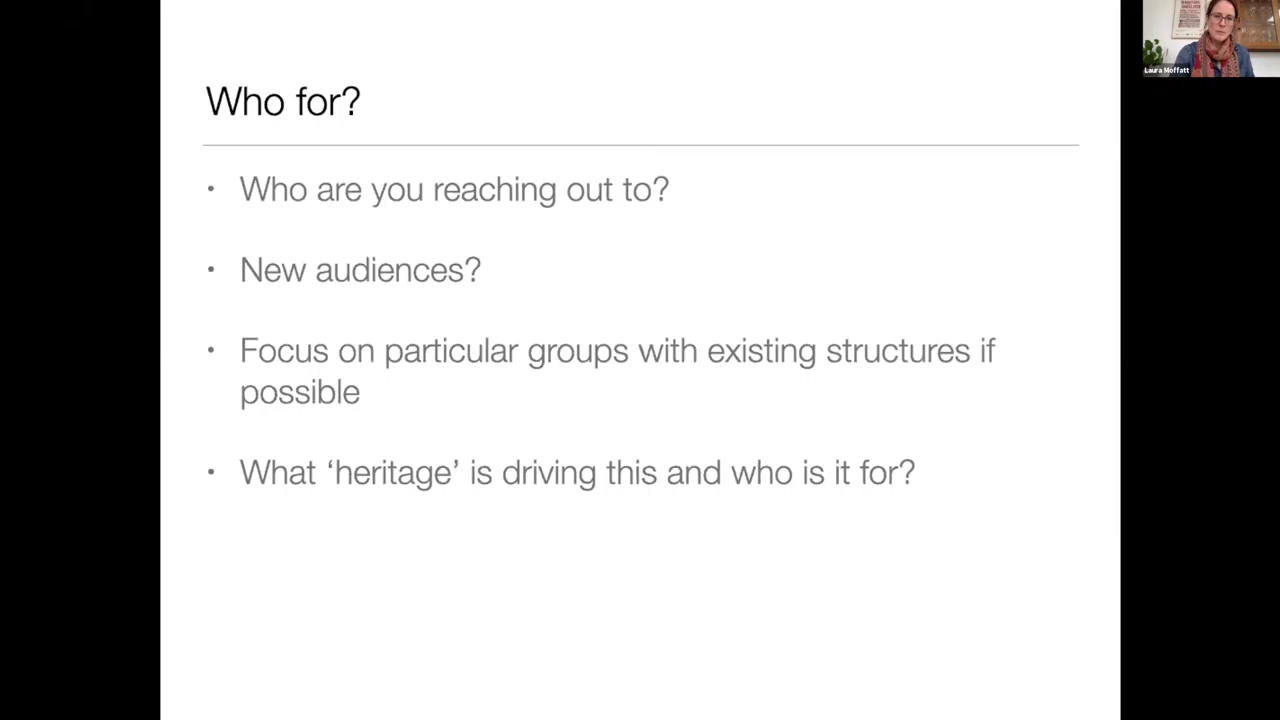 Who for?
• Who are you reaching out to?
• New audiences?
• Focus on particular groups with existing structures if
possible
• What ‘heritage’ is driving this and who is it for?
Laura Moffatt